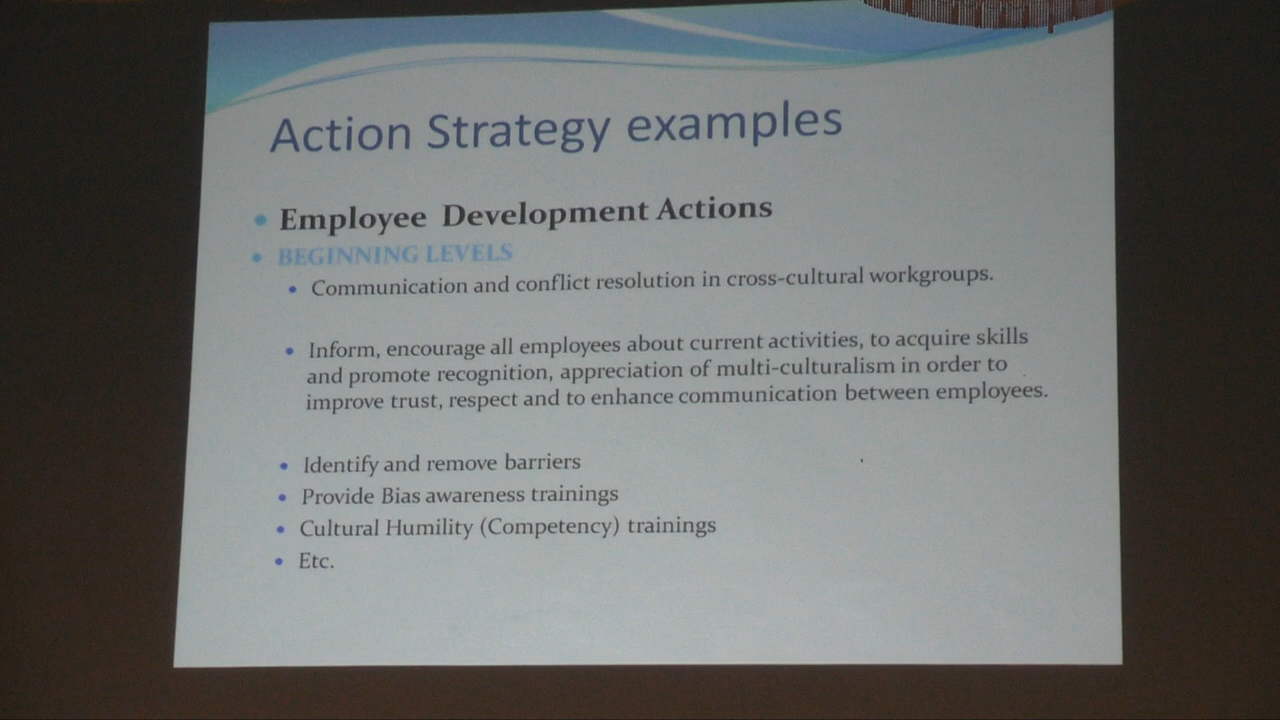 Action Strategy examples
• Employee Development Actions
• BEGINNING LEVELS
• Communication and conflict resolution in cross-cultural workgroups.
• Inform, encourage all employees about current activities, to acquire skills
and promote recognition, appreciation of multi-culturalism in order to
improve trust, respect and to enhance communication between employees.
• Identify and remove barriers
• Provide Bias awareness trainings
• Cultural Humility (Competency) trainings
• Etc.